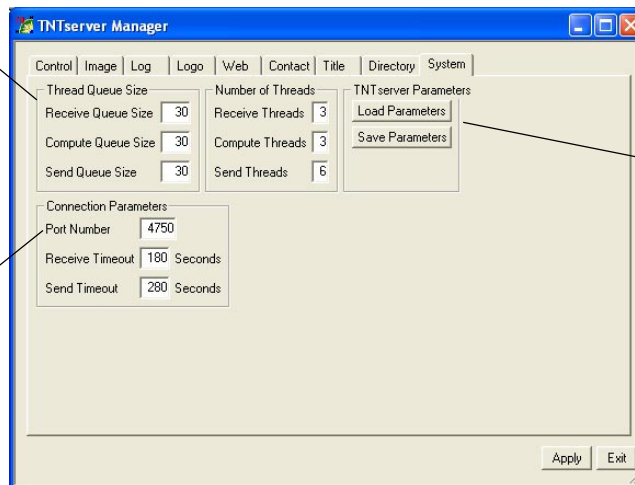 TNTserver Manager
Control Image Log Logo Web Contact Title Directory System
Thread Queue Size
Receive Queue Size 30
Compute Queue Size 30
Send Queue Size 30
Number of Threads
Receive Threads 3
Compute Threads 3
Send Threads 6
TNTserver Parameters
Load Parameters
Save Parameters
Connection Parameters
Port Number 4750
Receive Timeout 180 Seconds
Send Timeout 280 Seconds
Apply Exit